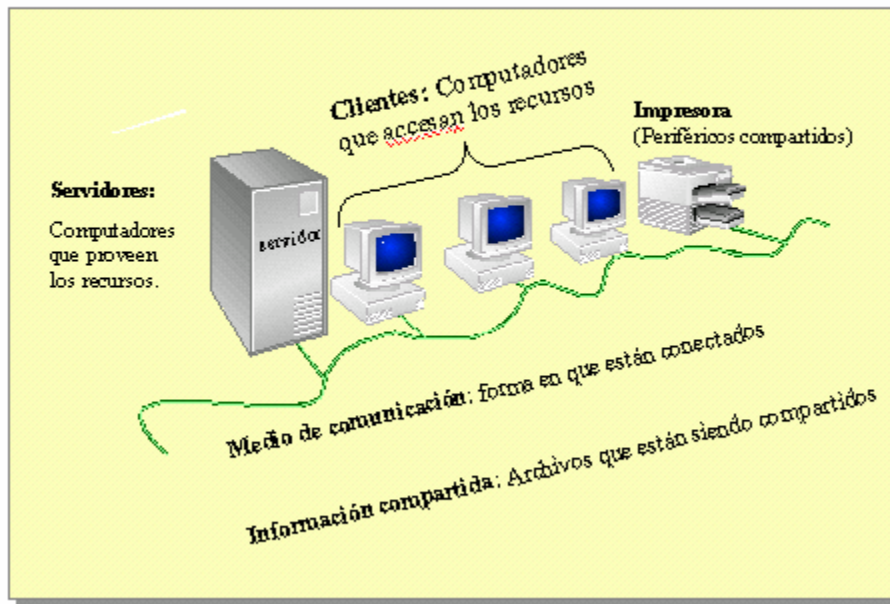 Clientes: Computadores
que accesan los recursos
Impresora
(Periféricos compartidos)
Servidores:
Computadores
que proveen
los recursos.
servidor
Medio de comunicación: forma en que están conectados
Información compartida: Archivos que están siendo compartidos